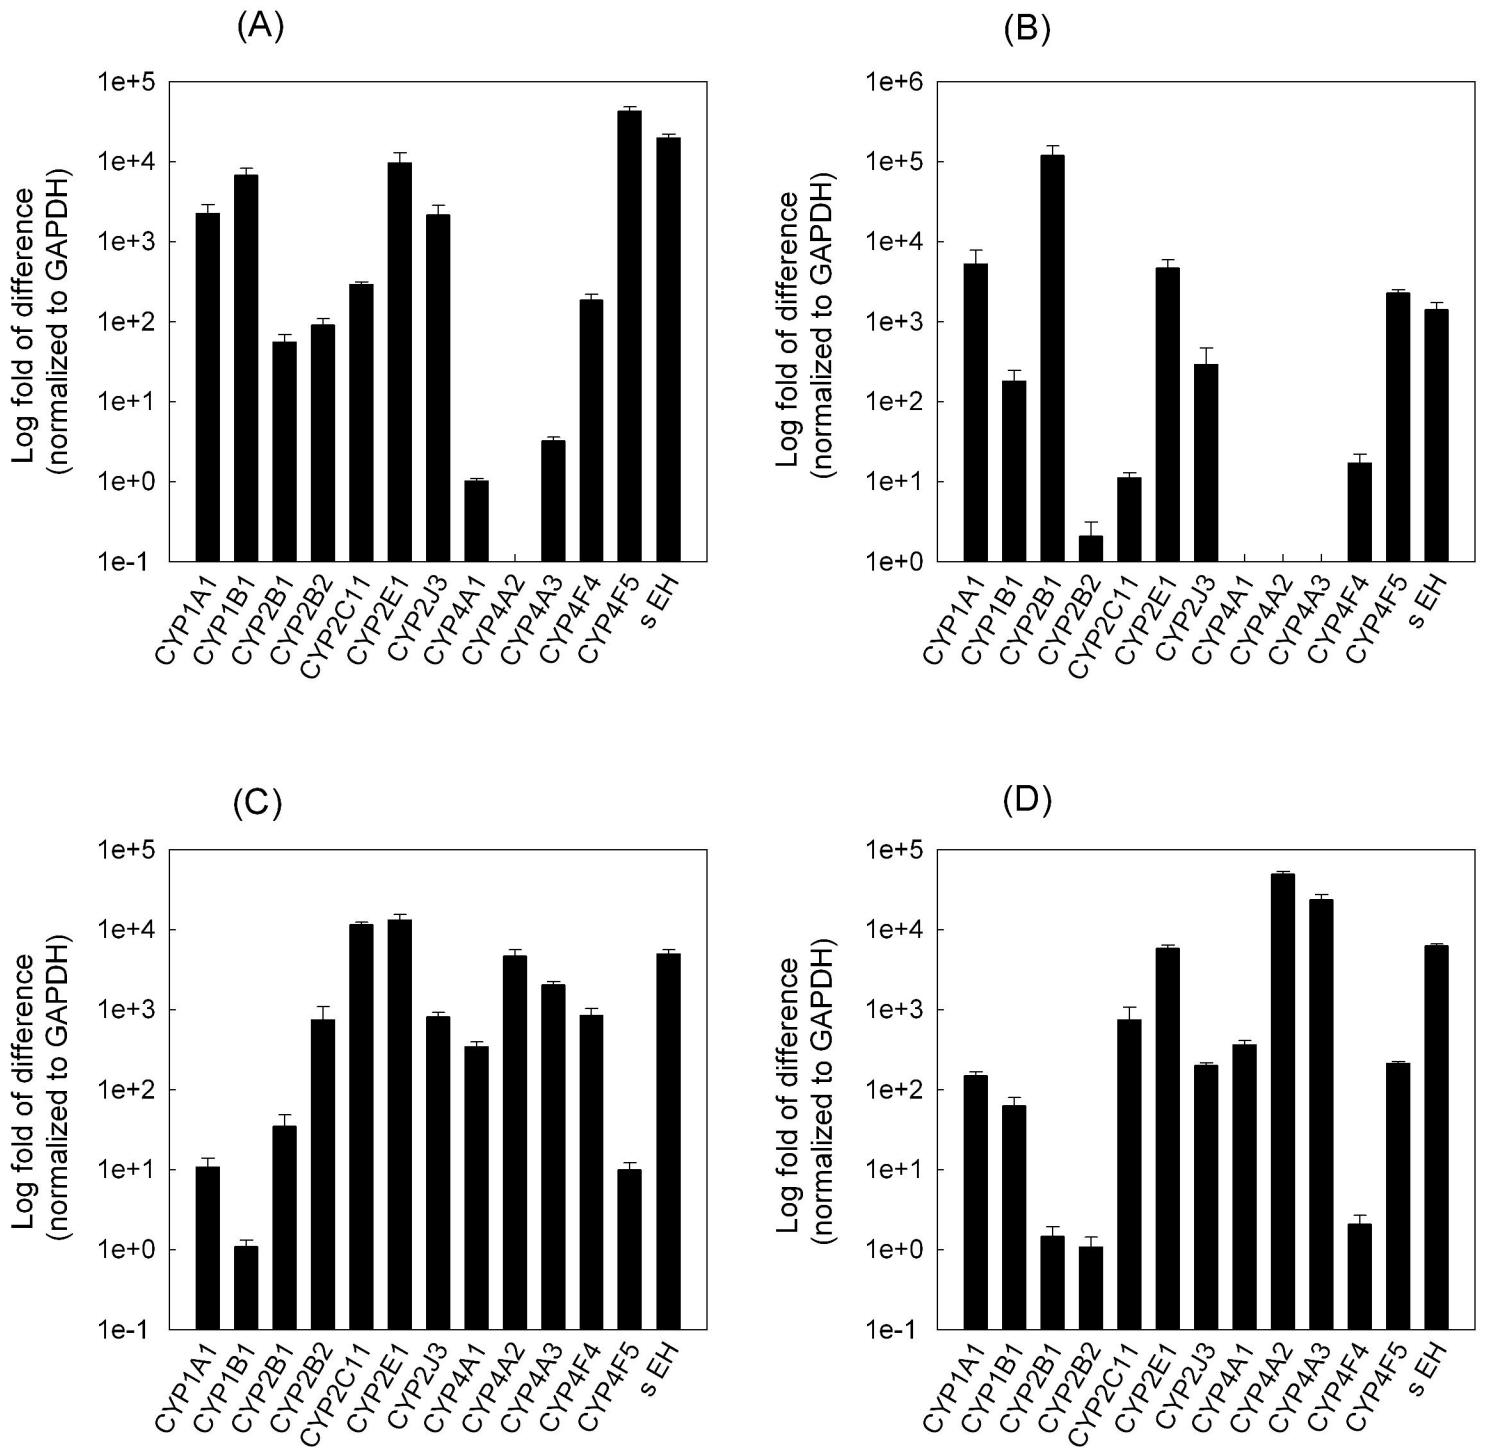 (A)
Log fold of difference
(normalized to GAPDH)
1e+5
1e+4
1e+3
1e+2
1e+1
1e+0
1e-1
CYP1A1
CYP1B1
CYP2B1
CYP2B2
CYP2C11
CYP2E1
CYP2J3
CYP4A1
CYP4A2
CYP4A3
CYP4F4
CYP4F5
s EH
(B)
Log fold of difference
(normalized to GAPDH)
1e+6
1e+5
1e+4
1e+3
1e+2
1e+1
1e+0
CYP1A1
CYP1B1
CYP2B1
CYP2B2
CYP2C11
CYP2E1
CYP2J3
CYP4A1
CYP4A2
CYP4A3
CYP4F4
CYP4F5
s EH
(C)
Log fold of difference
(normalized to GAPDH)
1e+5
1e+4
1e+3
1e+2
1e+1
1e+0
1e-1
CYP1A1
CYP1B1
CYP2B1
CYP2B2
CYP2C11
CYP2E1
CYP2J3
CYP4A1
CYP4A2
CYP4A3
CYP4F4
CYP4F5
s EH
(D)
Log fold of difference
(normalized to GAPDH)
1e+5
1e+4
1e+3
1e+2
1e+1
1e+0
1e-1
CYP1A1
CYP1B1
CYP2B1
CYP2B2
CYP2C11
CYP2E1
CYP2J3
CYP4A1
CYP4A2
CYP4A3
CYP4F4
CYP4F5
s EH